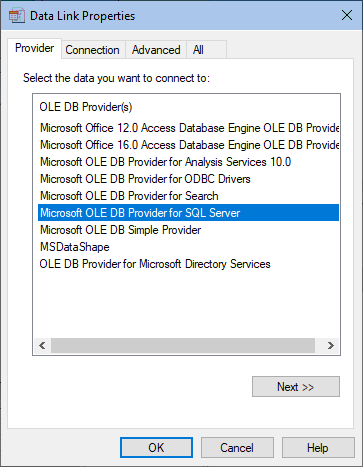 Data Link Properties
Provider Connection Advanced All
Select the data you want to connect to:
OLE DB Provider(s)
Microsoft Office 12.0 Access Database Engine OLE DB Provide
Microsoft Office 16.0 Access Database Engine OLE DB Provide
Microsoft OLE DB Provider for Analysis Services 10.0
Microsoft OLE DB Provider for ODBC Drivers
Microsoft OLE DB Provider for Search
Microsoft OLE DB Provider for SQL Server
Microsoft OLE DB Simple Provider
MSDataShape
OLE DB Provider for Microsoft Directory Services
Next >>
OK Cancel Help